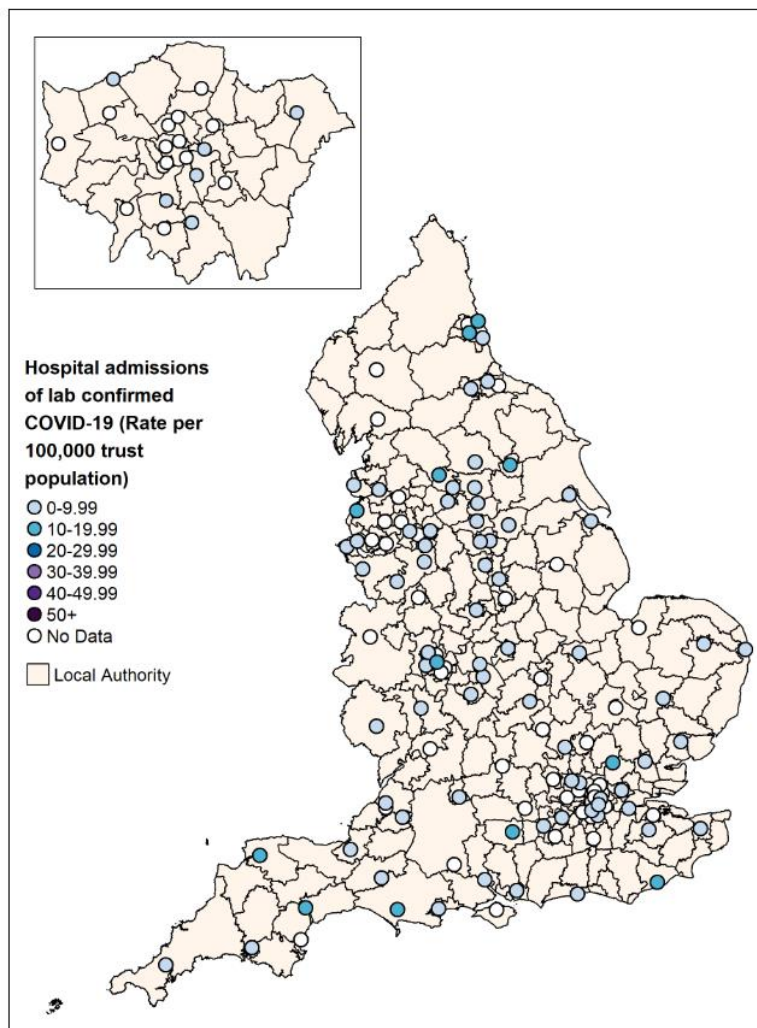 Hospital admissions
of lab confirmed
COVID-19 (Rate per
100,000 trust
population)
0-9.99
10-19.99
20-29.99
30-39.99
40-49.99
50+
No Data
Local Authority